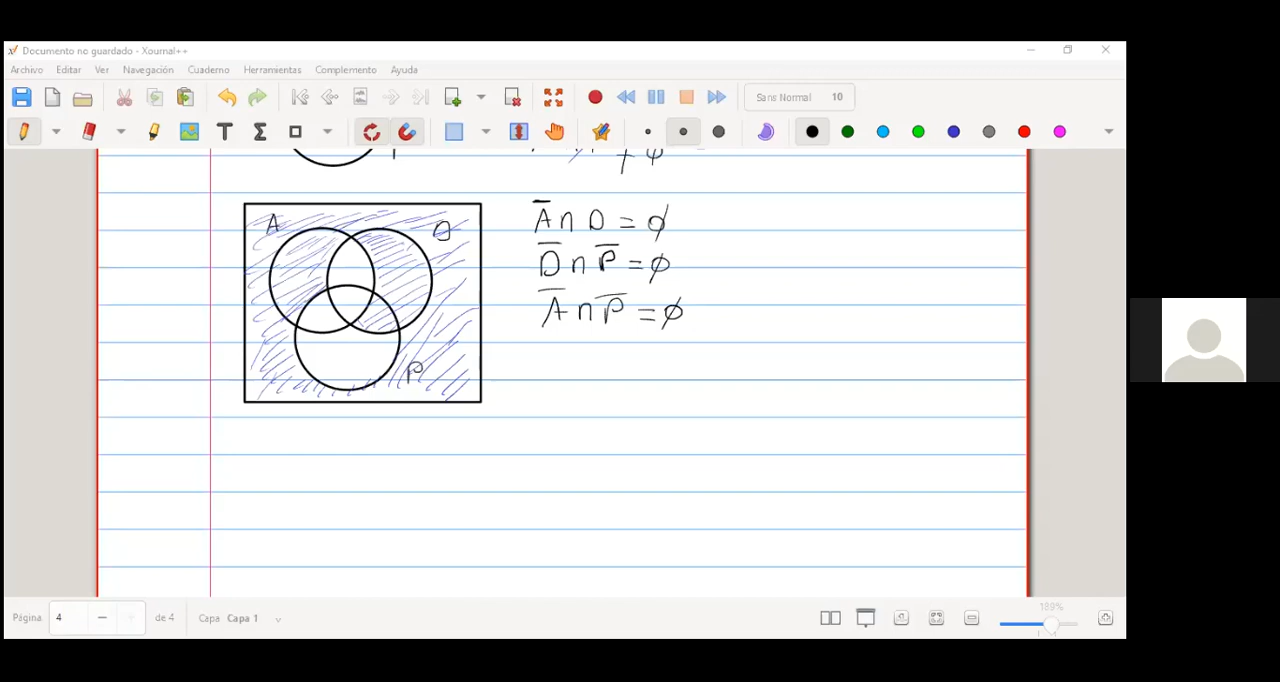 Documento no guardado - Xournal++
Archivo Editar Ver Navegación Cuaderno Herramientas Complemento Ayuda
Sans Normal 10
A
D
P
A̅ ∩ D = ∅
D̅ ∩ P̅ = ∅
A̅ ∩ P̅ = ∅
Página 4 de 4 Capa Capa 1
189%